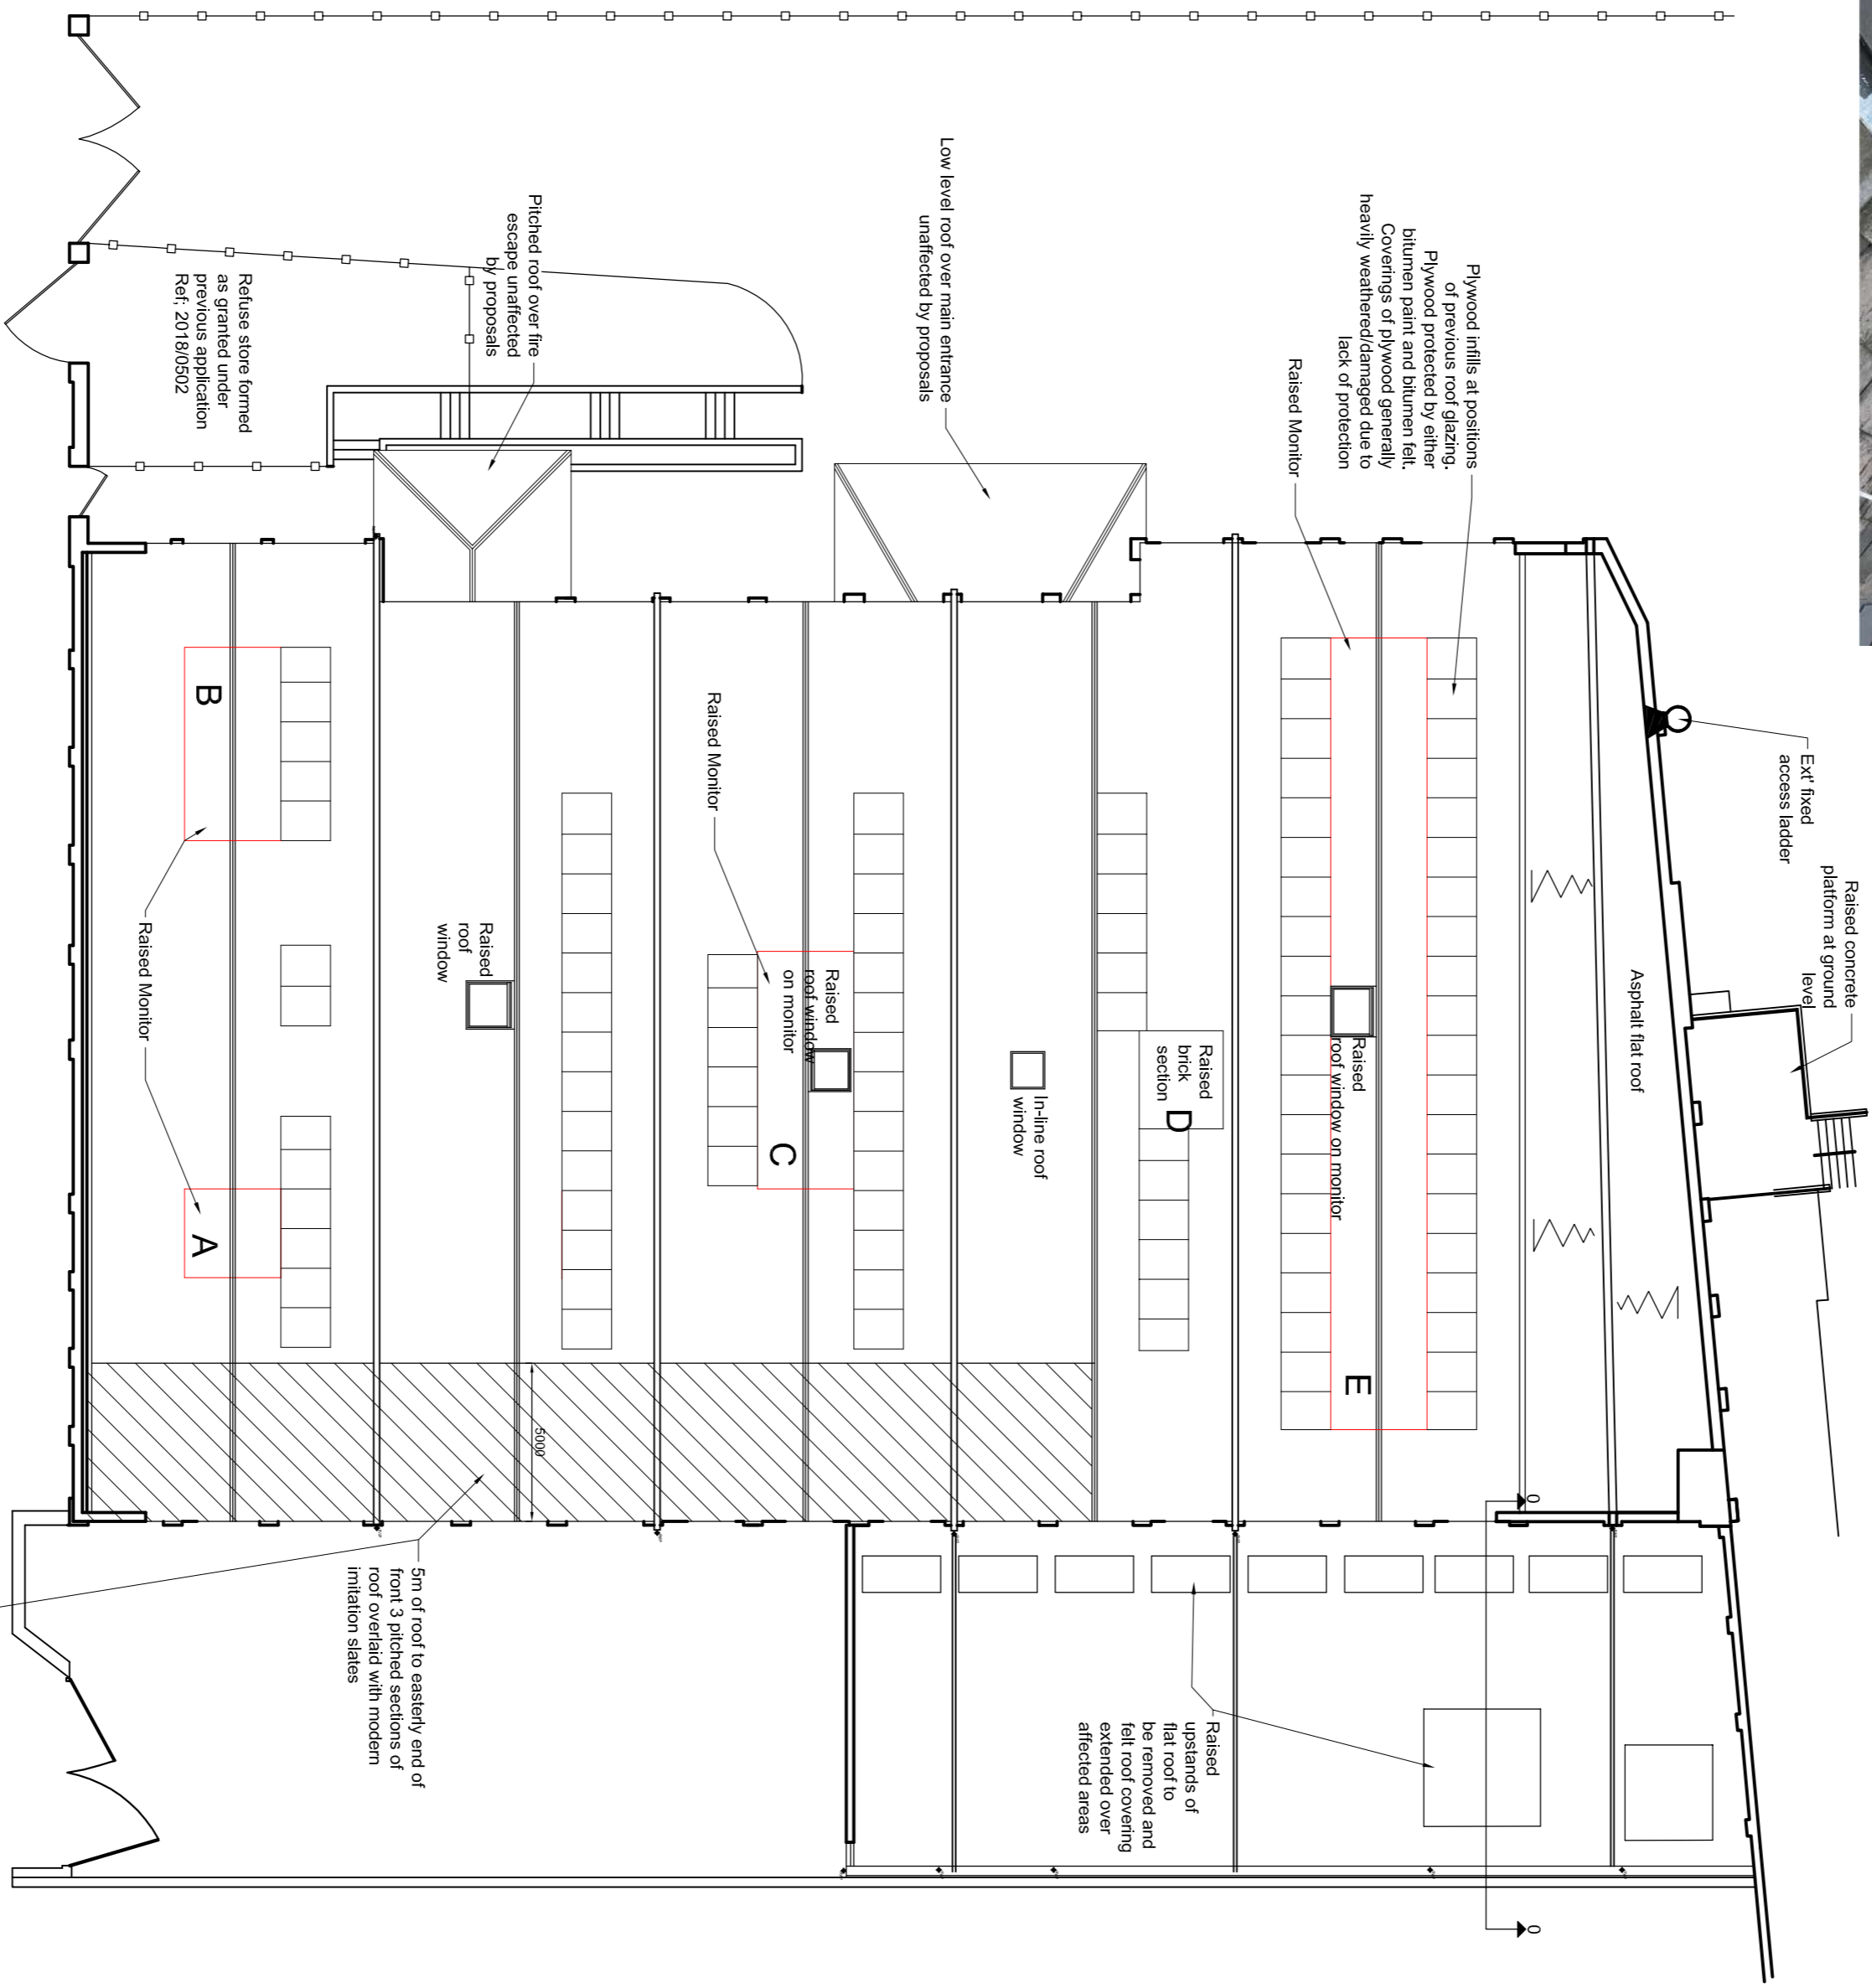 Plywood infills at positions
of previous roof glazing.
Plywood protected by either
bitumen paint and bitumen felt.
Coverings of plywood generally
heavily weathered/damaged due to
lack of protection
Raised Monitor
Low level roof over main entrance
unaffected by proposals
Pitched roof over fire
escape unaffected
by proposals
Refuse store formed
as granted under
previous application
Ref; 2018/0502
Ext' fixed
access ladder
Raised concrete
platform at ground
level
Asphalt flat roof
Raised
roof window on monitor
E
Raised
brick
section
D
In-line roof
window
Raised Monitor
Raised
roof window
on monitor
C
Raised
roof
window
B
Raised Monitor
A
5000
0
0
Raised
upstands of
flat roof to
be removed and
felt roof covering
extended over
affected areas
5m of roof to easterly end of
front 3 pitched sections of
roof overlaid with modern
imitation slates